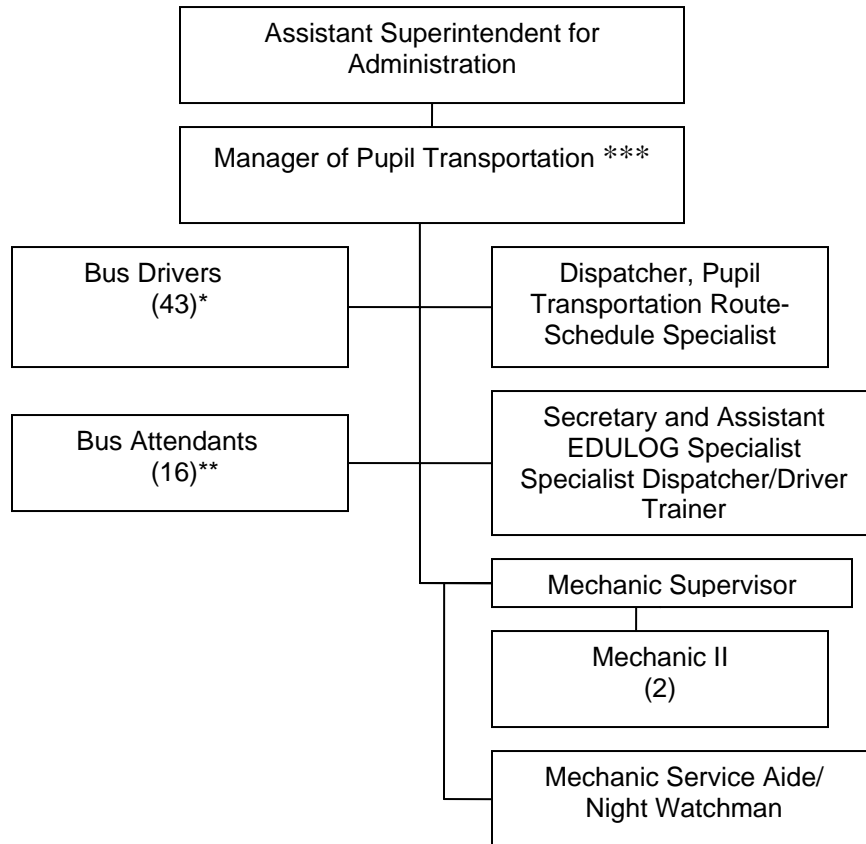 Assistant Superintendent for
Administration
Manager of Pupil Transportation ***
Bus Drivers
(43)*
Dispatcher, Pupil
Transportation Route-
Schedule Specialist
Bus Attendants
(16)**
Secretary and Assistant
EDULOG Specialist
Specialist Dispatcher/Driver
Trainer
Mechanic Supervisor
Mechanic II
(2)
Mechanic Service Aide/
Night Watchman